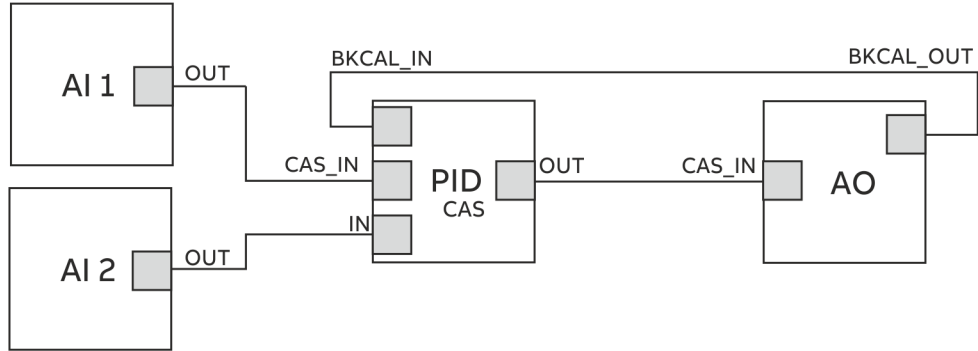 BKCAL_IN
BKCAL_OUT
AI 1
OUT
CAS_IN
PID
CAS
OUT
CAS_IN
AO
IN
AI 2
OUT